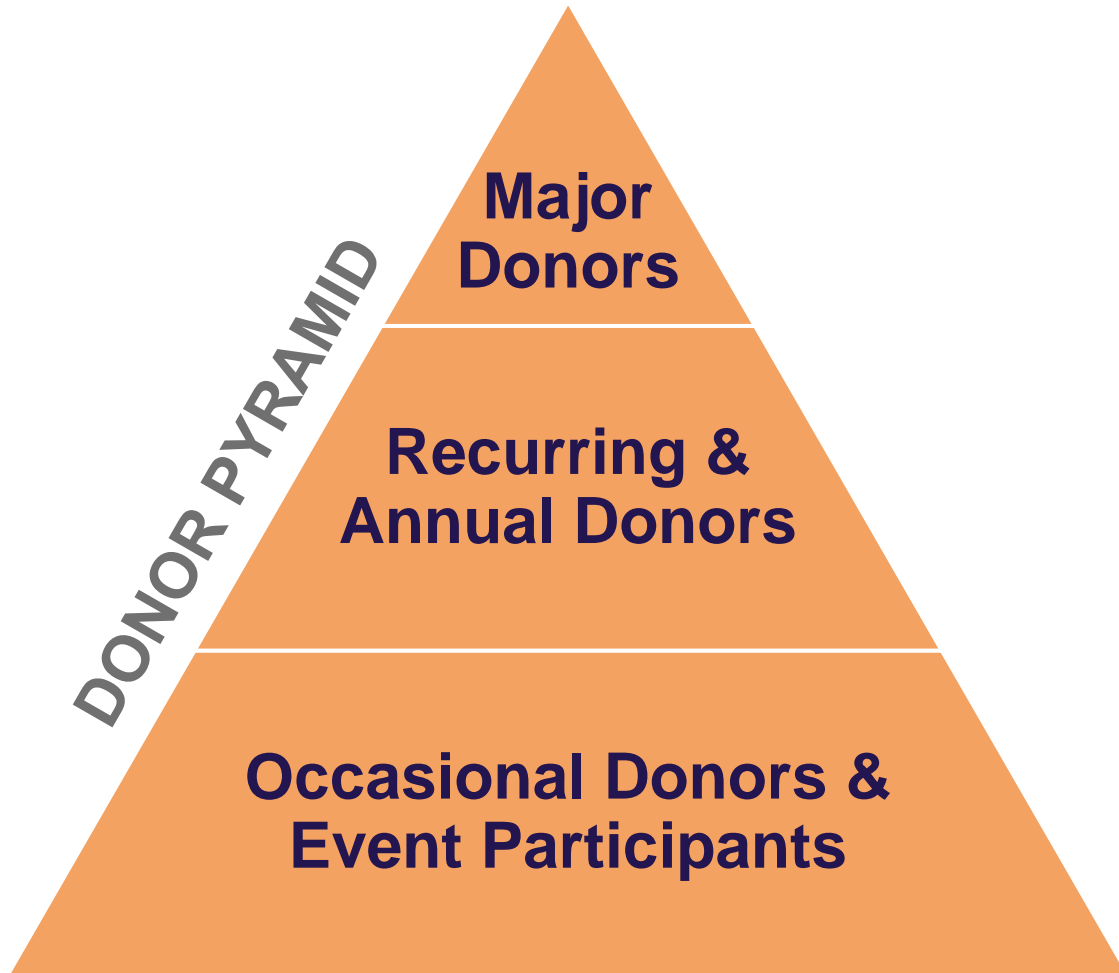 DONOR PYRAMID
Major
Donors
Recurring &
Annual Donors
Occasional Donors &
Event Participants